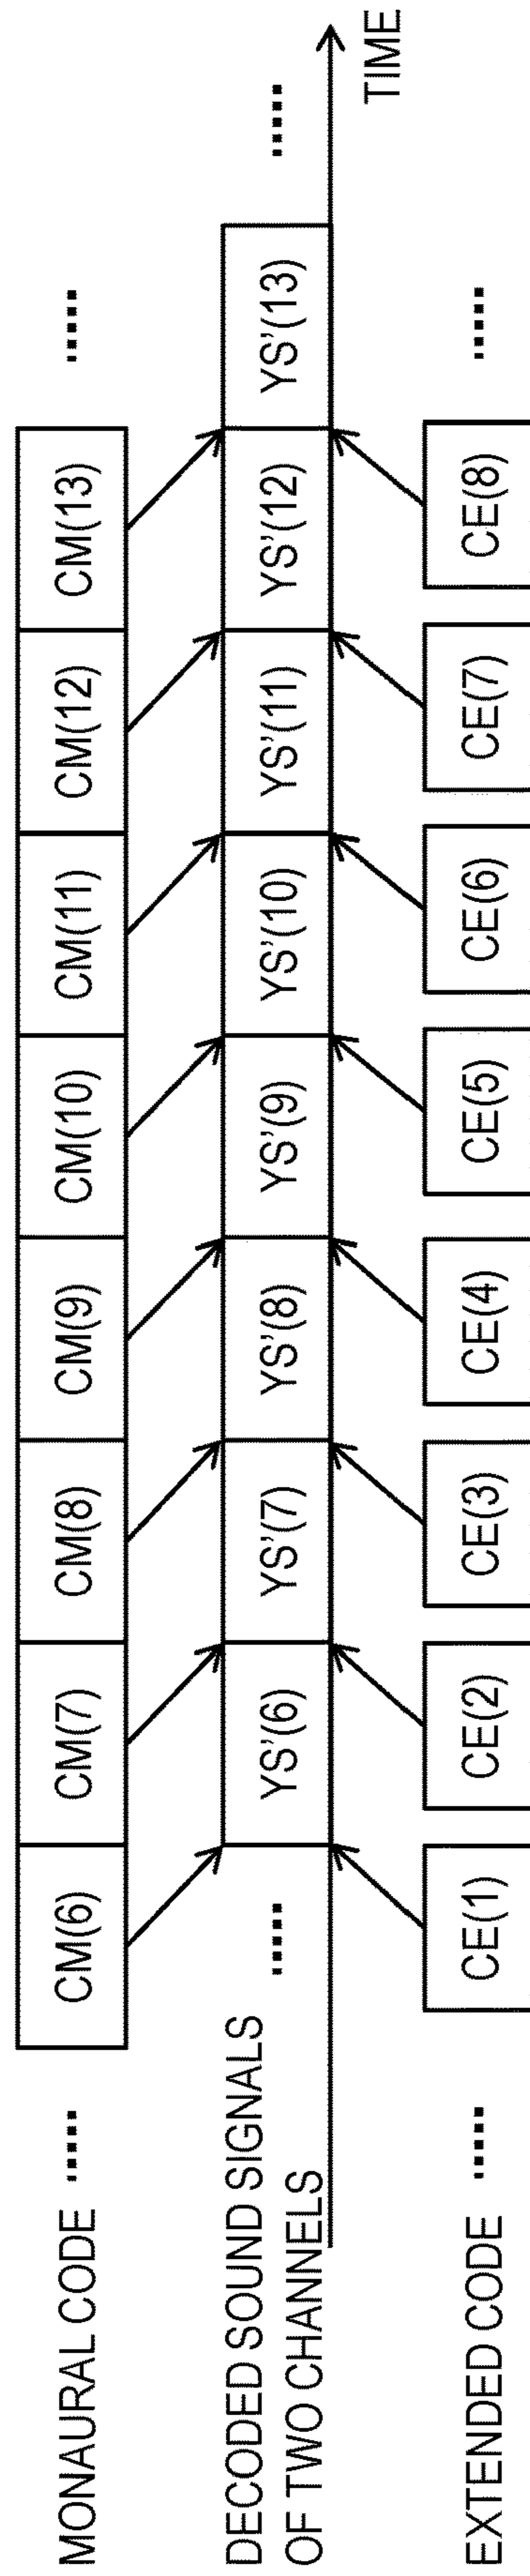 MONAURAL CODE ..... CM(6) CM(7) CM(8) CM(9) CM(10) CM(11) CM(12) CM(13) .....
DECODED SOUND SIGNALS
OF TWO CHANNELS
..... YS'(6) YS'(7) YS'(8) YS'(9) YS'(10) YS'(11) YS'(12) YS'(13) .....
TIME
EXTENDED CODE ..... CE(1) CE(2) CE(3) CE(4) CE(5) CE(6) CE(7) CE(8) .....